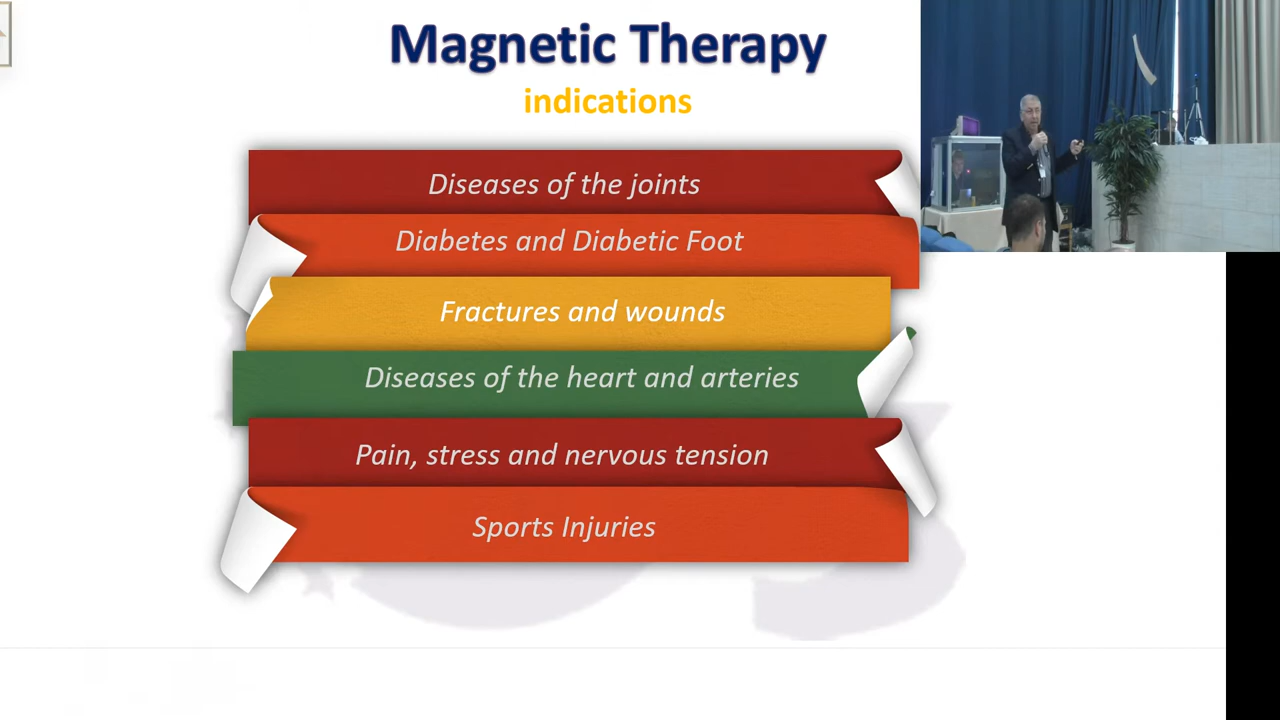 Magnetic Therapy
indications
Diseases of the joints
Diabetes and Diabetic Foot
Fractures and wounds
Diseases of the heart and arteries
Pain, stress and nervous tension
Sports Injuries